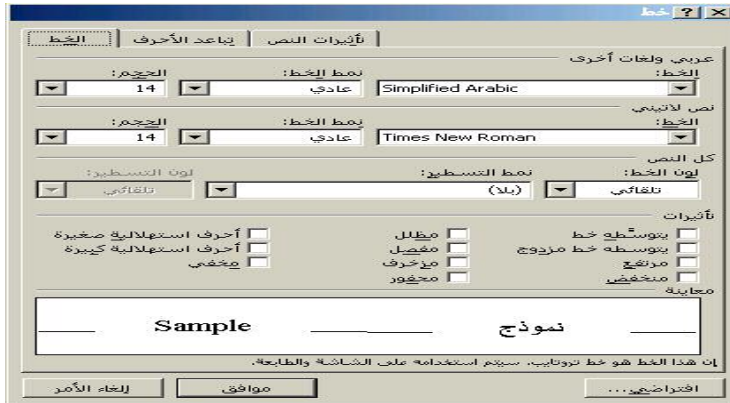 خط
الخط
تباعد الأحرف
تأثيرات النص
عربي ولغات أخرى
الخط: نمط الخط: الحجم:
Simplified Arabic عادي 14
نص لاتيني
الخط: نمط الخط: الحجم:
Times New Roman عادي 14
كل النص
لون الخط: نمط التسطير: لون التسطير:
تلقائي (بلا) تلقائي
تأثيرات
يتوسّطه خط مظلل أحرف استهلالية صغيرة
يتوسطه خط مزدوج مفصل أحرف استهلالية كبيرة
مرتفع مزخرف مخفي
منخفض محفور
معاينة
نموذج Sample
إن هذا الخط هو خط تروتايب. سيتم استخدامه على الشاشة والطابعة.
افتراضي... موافق إلغاء الأمر